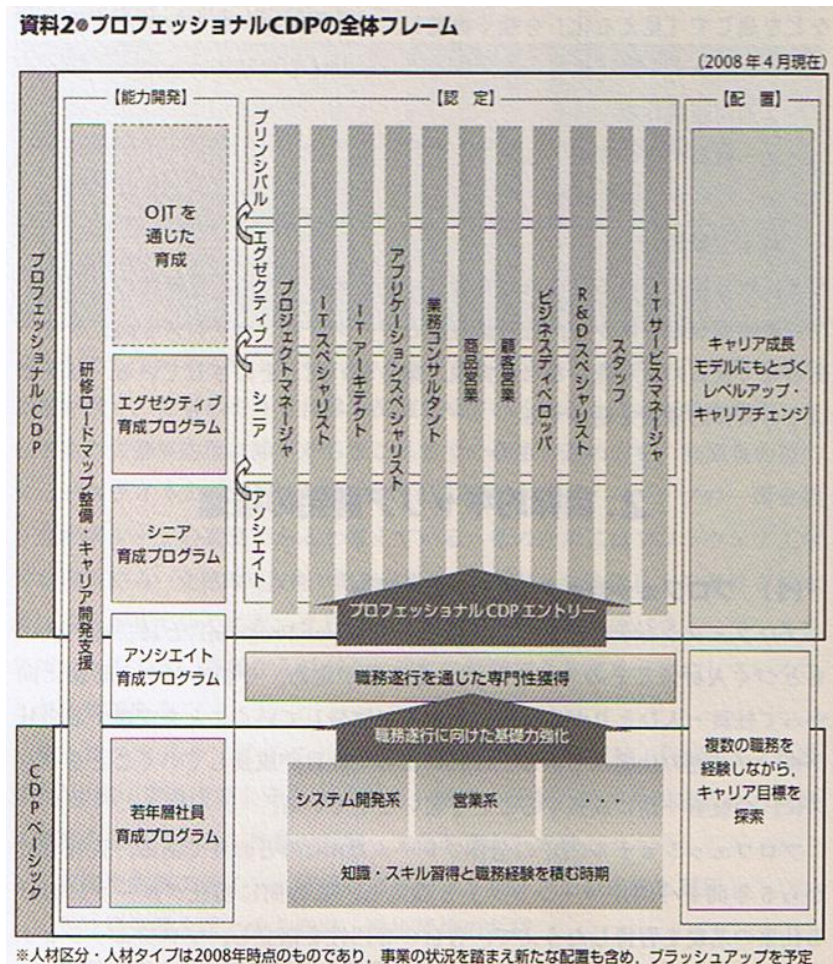 資料2●プロフェッショナルCDPの全体フレーム
(2008年4月現在)
【能力開発】
【認 定】
【配 置】
プロフェッショナルCDP
CDPベーシック
研修ロードマップ整備・キャリア開発支援
OJTを
通じた
育成
エグゼクティブ
育成プログラム
シニア
育成プログラム
アソシエイト
育成プログラム
若年層社員
育成プログラム
プリンシパル
エグゼクティブ
シニア
アソシエイト
プロジェクトマネージャ
ITスペシャリスト
ITアーキテクト
アプリケーションスペシャリスト
業務コンサルタント
商品営業
顧客営業
ビジネスディベロッパ
R&Dスペシャリスト
スタッフ
ITサービスマネージャ
プロフェッショナルCDPエントリー
職務遂行を通じた専門性獲得
職務遂行に向けた基礎力強化
システム開発系
営業系
・・・
知識・スキル習得と職務経験を積む時期
キャリア成長
モデルにもとづく
レベルアップ・
キャリアチェンジ
複数の職務を
経験しながら,
キャリア目標を
探索
※人材区分・人材タイプは2008年時点のものであり,事業の状況を踏まえ新たな配置も含め,ブラッシュアップを予定